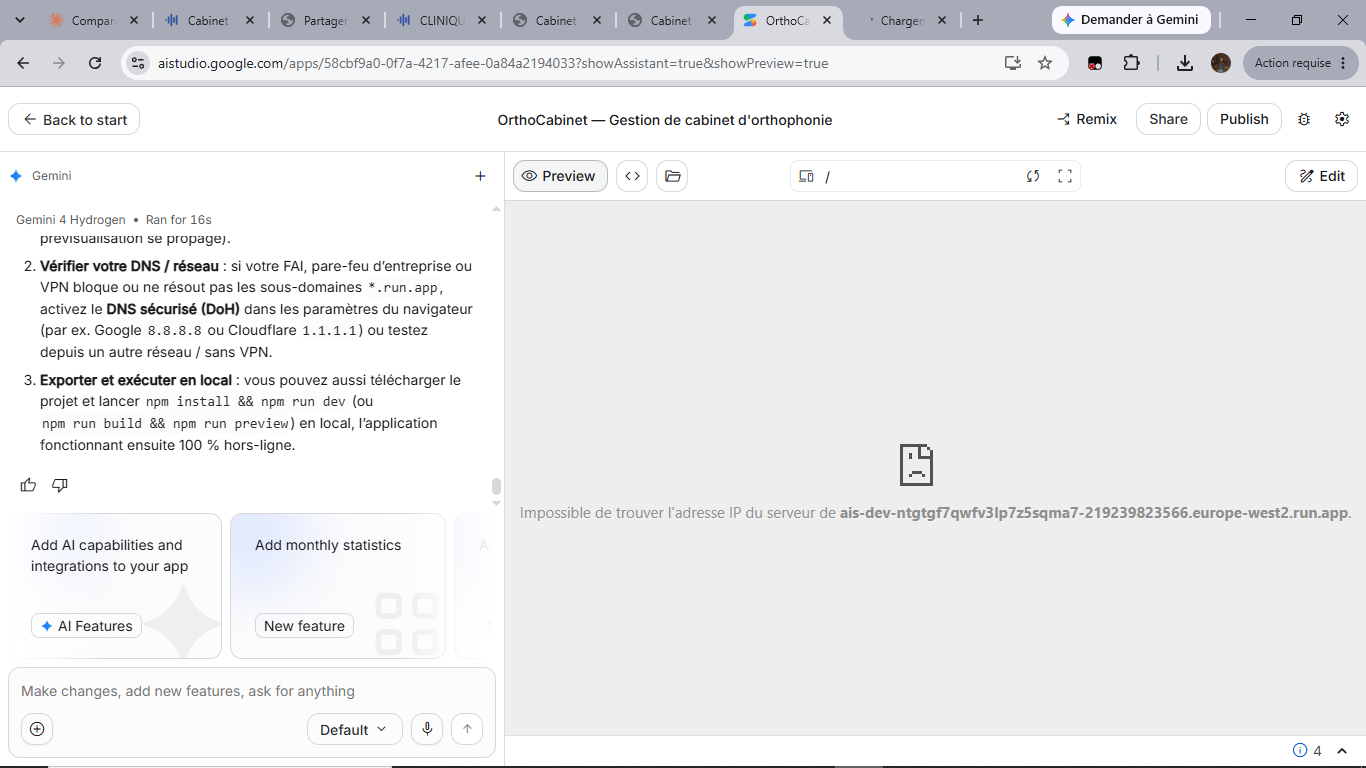 Compara
Cabinet
Partager
CLINIQU
Cabinet
Cabinet
OrthoCa
Chargen
Demander à Gemini
aistudio.google.com/apps/58cbf9a0-0f7a-4217-afee-0a84a2194033?showAssistant=true&showPreview=true
Action requise
Back to start
OrthoCabinet — Gestion de cabinet d'orthophonie
Remix
Share
Publish
Gemini
Preview
/
Edit
Gemini 4 Hydrogen • Ran for 16s
prévisualisation se propage).
2. Vérifier votre DNS / réseau : si votre FAI, pare-feu d’entreprise ou
VPN bloque ou ne résout pas les sous-domaines *.run.app,
activez le DNS sécurisé (DoH) dans les paramètres du navigateur
(par ex. Google 8.8.8.8 ou Cloudflare 1.1.1.1) ou testez
depuis un autre réseau / sans VPN.
3. Exporter et exécuter en local : vous pouvez aussi télécharger le
projet et lancer npm install && npm run dev (ou
npm run build && npm run preview) en local, l’application
fonctionnant ensuite 100 % hors-ligne.
Add AI capabilities and
integrations to your app
AI Features
Add monthly statistics
New feature
Make changes, add new features, ask for anything
Default
Impossible de trouver l'adresse IP du serveur de ais-dev-ntgtgf7qwfv3lp7z5sqma7-219239823566.europe-west2.run.app.
4